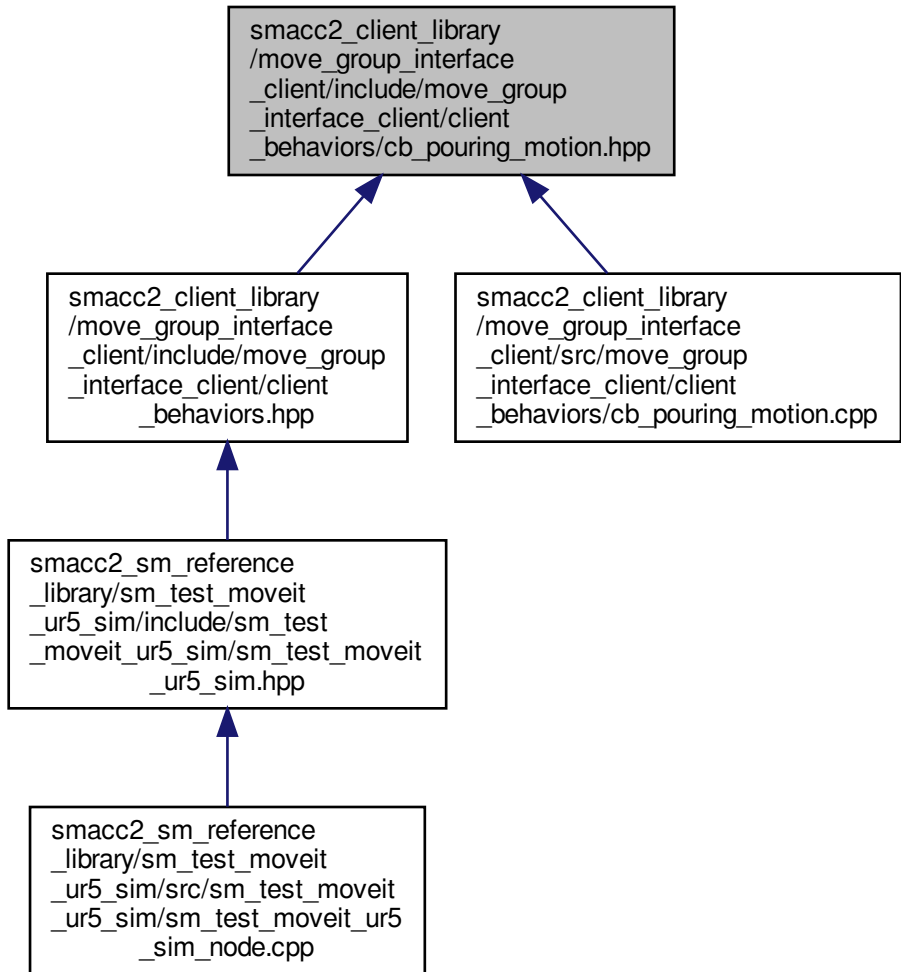 smacc2_client_library
/move_group_interface
_client/include/move_group
_interface_client/client
_behaviors/cb_pouring_motion.hpp
smacc2_client_library
/move_group_interface
_client/include/move_group
_interface_client/client
_behaviors.hpp
smacc2_client_library
/move_group_interface
_client/src/move_group
_interface_client/client
_behaviors/cb_pouring_motion.cpp
smacc2_sm_reference
_library/sm_test_moveit
_ur5_sim/include/sm_test
_moveit_ur5_sim/sm_test_moveit
_ur5_sim.hpp
smacc2_sm_reference
_library/sm_test_moveit
_ur5_sim/src/sm_test_moveit
_ur5_sim/sm_test_moveit_ur5
_sim_node.cpp